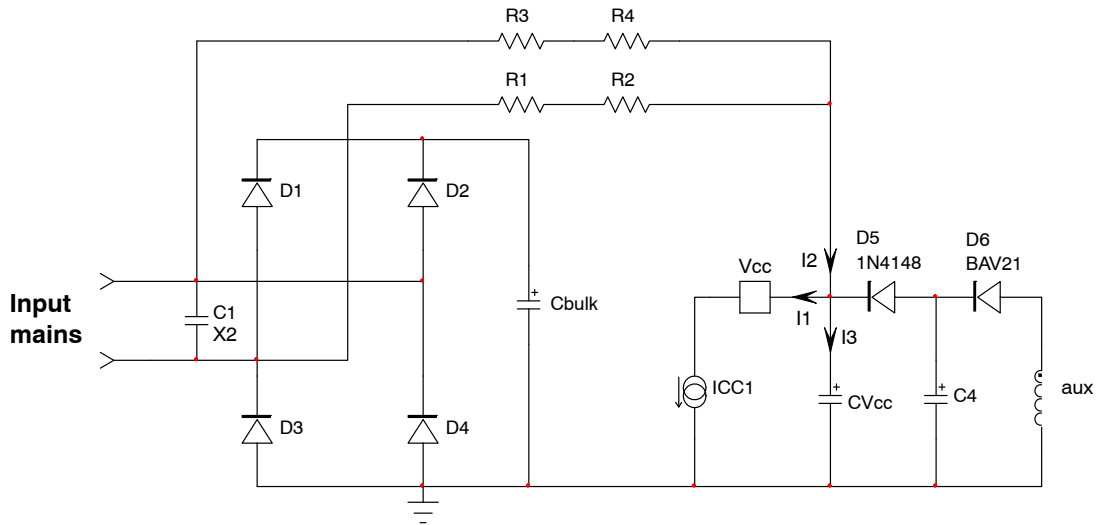 R3 R4
R1 R2
D1 D2
D5 D6
1N4148 BAV21
Vcc I2
Input
mains
C1
X2
+
Cbulk
I1
I3
ICC1
+
CVcc
+
C4
aux
D3 D4